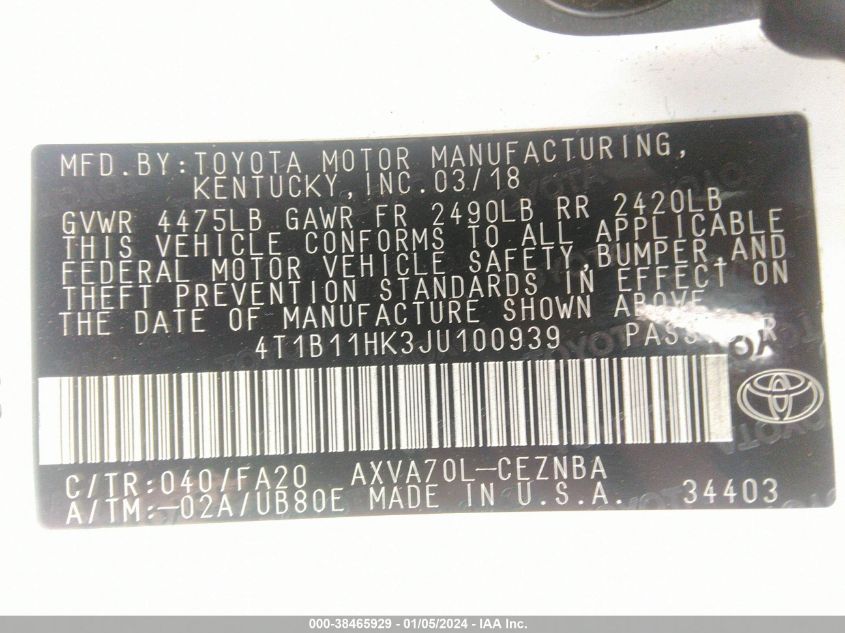 MFD.BY:TOYOTA MOTOR MANUFACTURING,
KENTUCKY,INC.03/18
GVWR 4475LB GAWR FR 2490LB RR 2420LB
THIS VEHICLE CONFORMS TO ALL APPLICABLE
FEDERAL MOTOR VEHICLE SAFETY,BUMPER,AND
THEFT PREVENTION STANDARDS IN EFFECT ON
THE DATE OF MANUFACTURE SHOWN ABOVE.
4T1B11HK3JU100939
C/TR:040/FA20 AXVA70L-CEZNBA
A/TM:-02A/UB80E MADE IN U.S.A. 34403
000-38465929 - 01/05/2024 - IAA Inc.